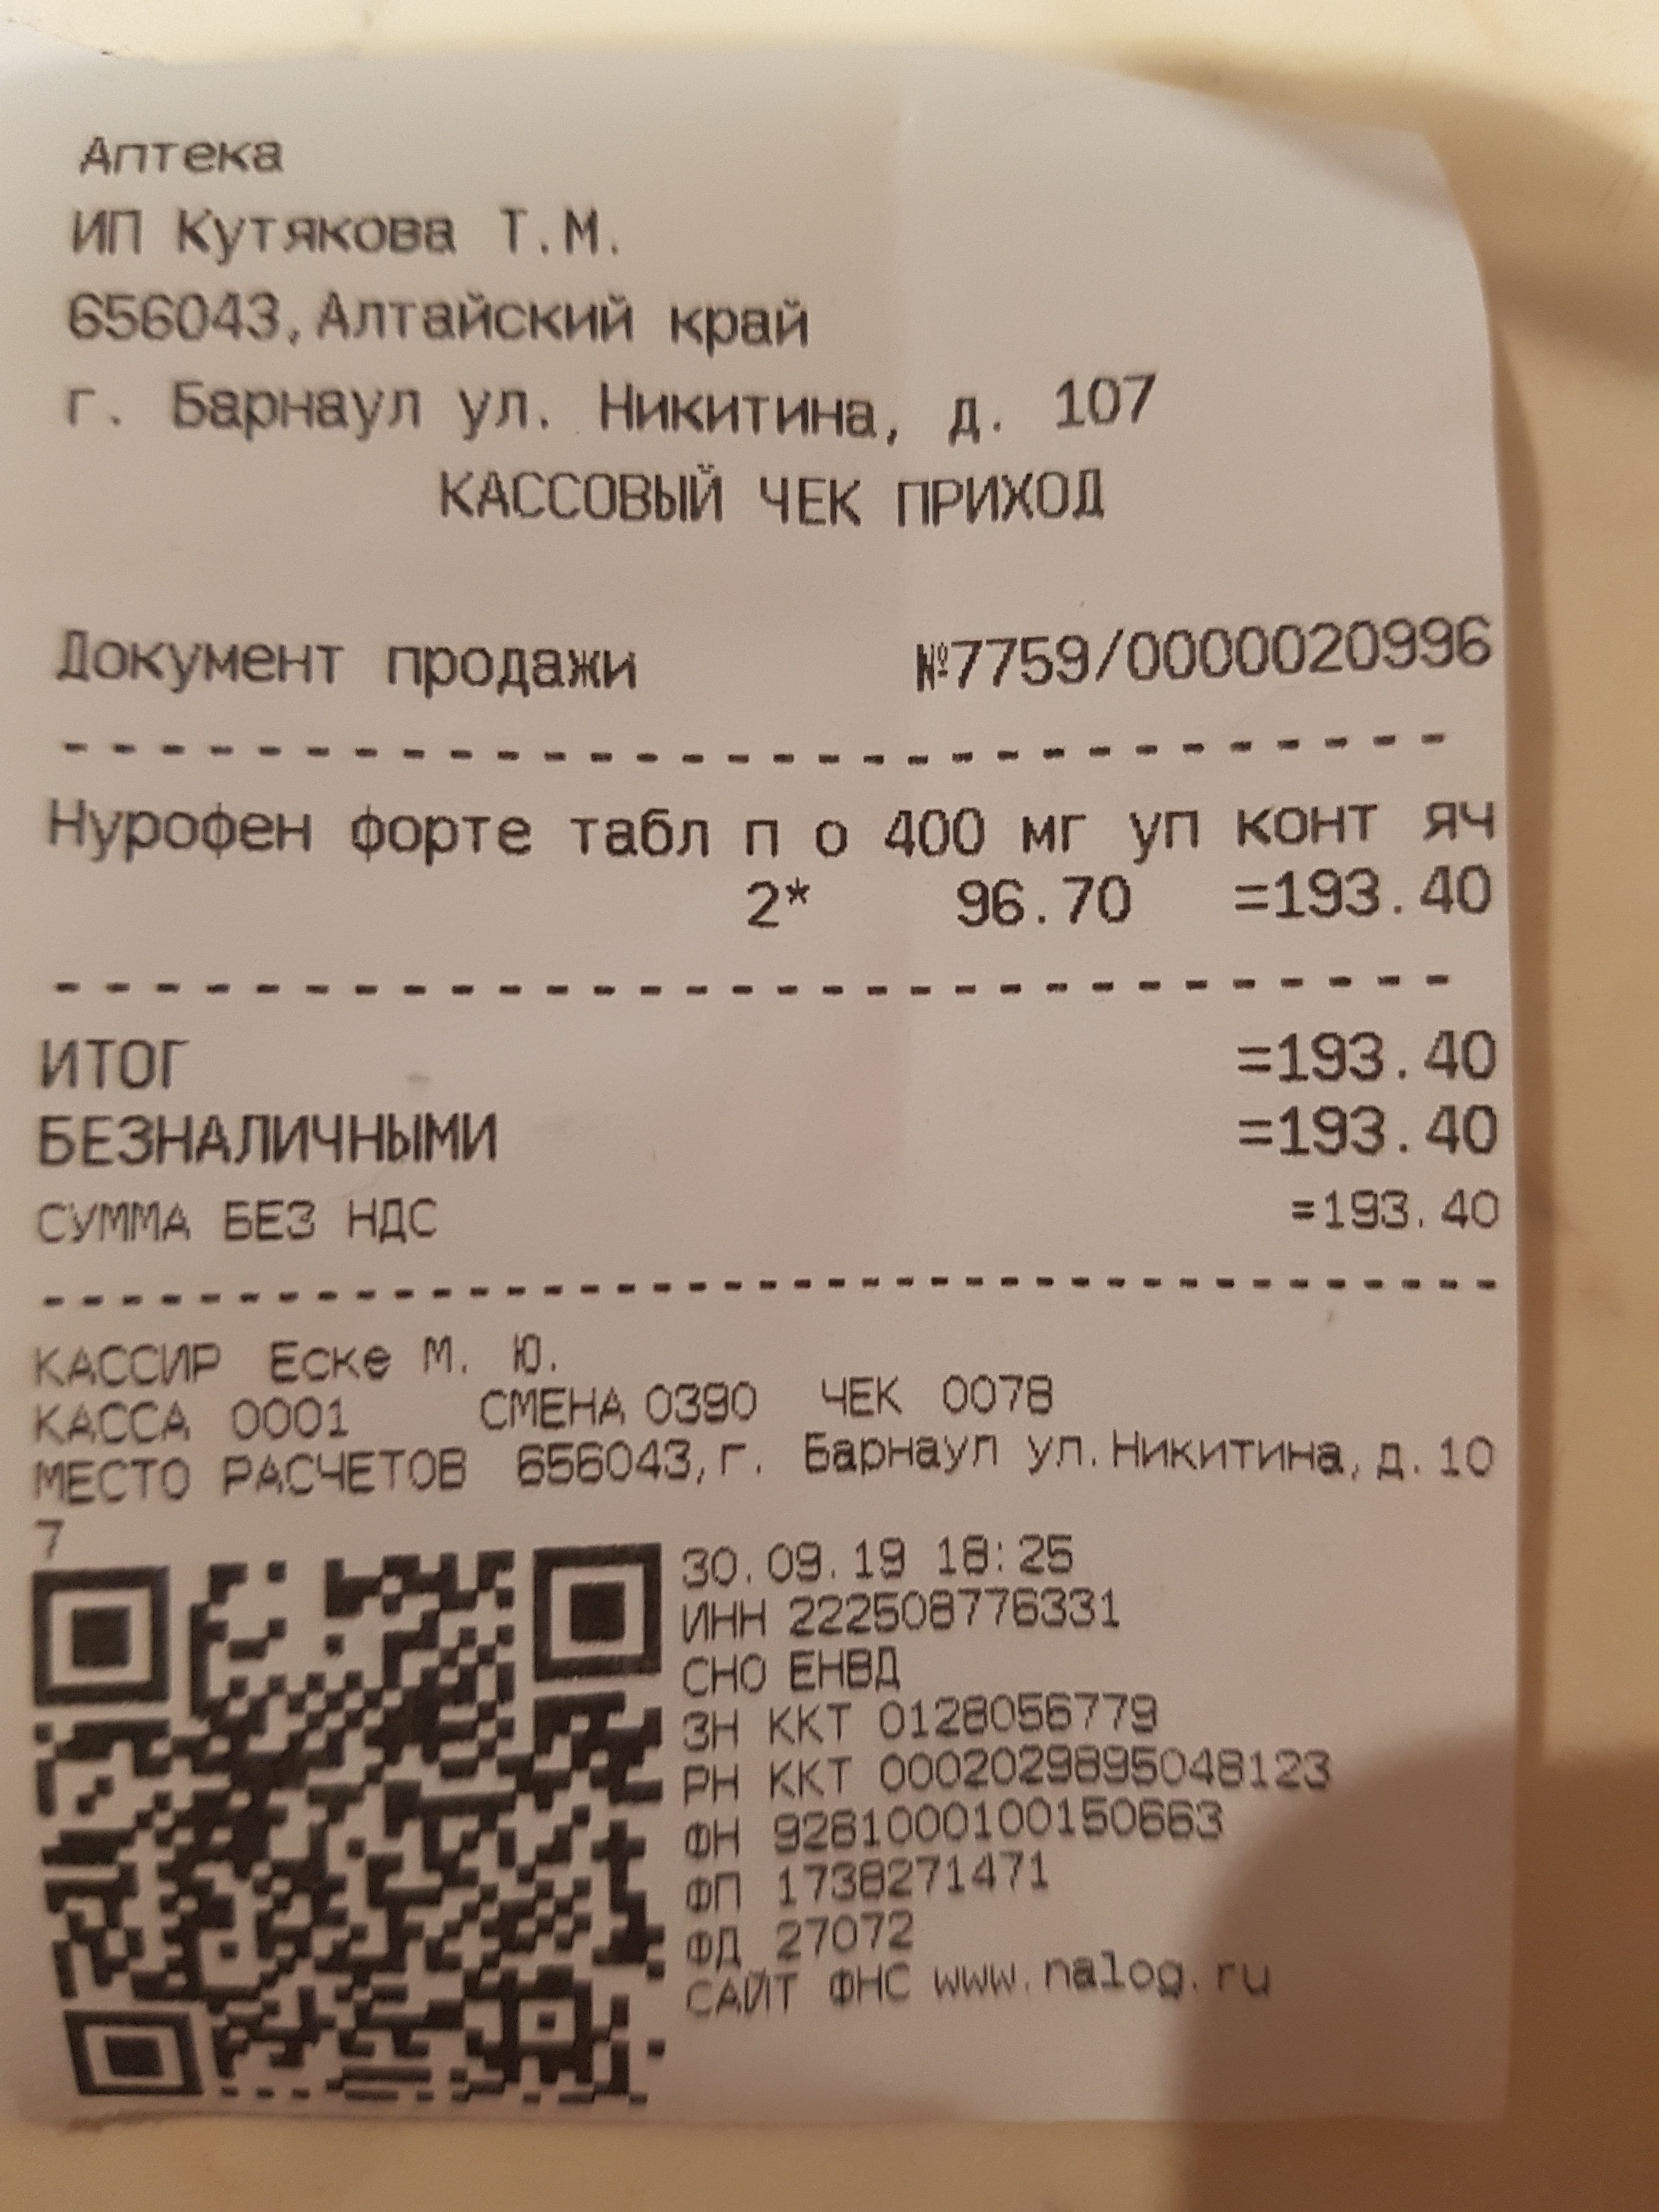 Аптека
ИП Кутякова Т.М.
656043,Алтайский край
г. Барнаул ул. Никитина, д. 107
КАССОВЫЙ ЧЕК ПРИХОД
Документ продажи №7759/0000020996
Нурофен форте табл п о 400 мг уп конт яч
2* 96.70 =193.40
ИТОГ =193.40
БЕЗНАЛИЧНЫМИ =193.40
СУММА БЕЗ НДС =193.40
КАССИР Еске М. Ю.
КАССА 0001 СМЕНА 0390 ЧЕК 0078
МЕСТО РАСЧЕТОВ 656043,г. Барнаул ул.Никитина,д.10
7
30.09.19 18:25
ИНН 222508776331
СНО ЕНВД
ЗН ККТ 0128056779
РН ККТ 0002029895048123
ФН 9281000100150663
ФП 1738271471
ФД 27072
САЙТ ФНС www.nalog.ru